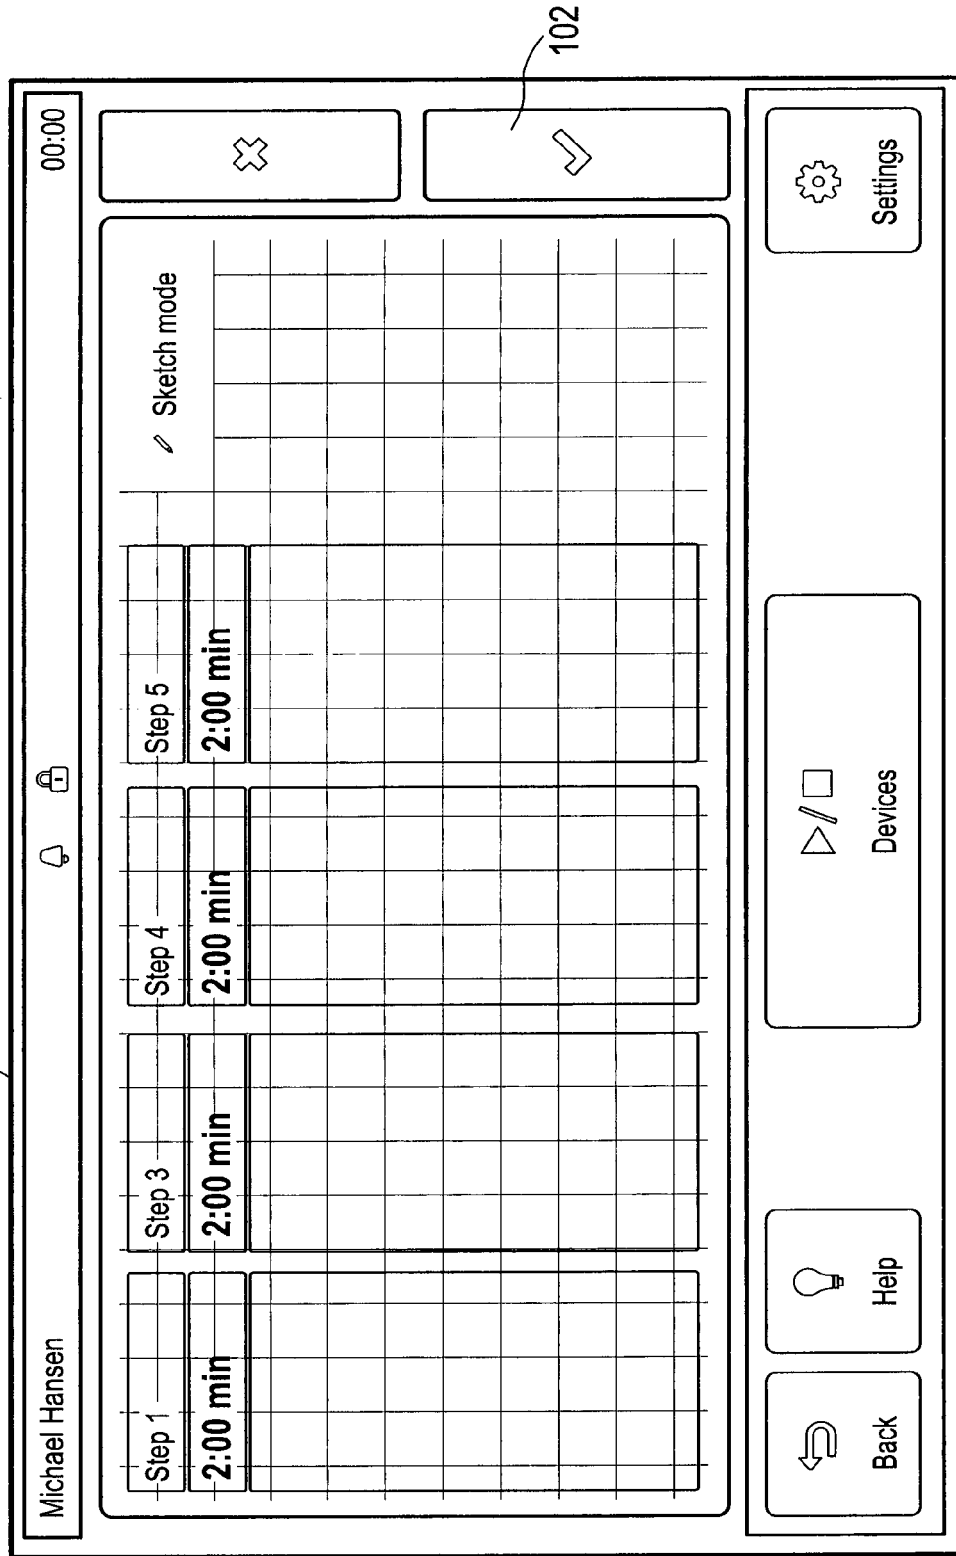 Michael Hansen 00:00
Step 1 Step 3 Step 4 Step 5 Sketch mode
2:00 min 2:00 min 2:00 min 2:00 min
102
Back Help Devices Settings